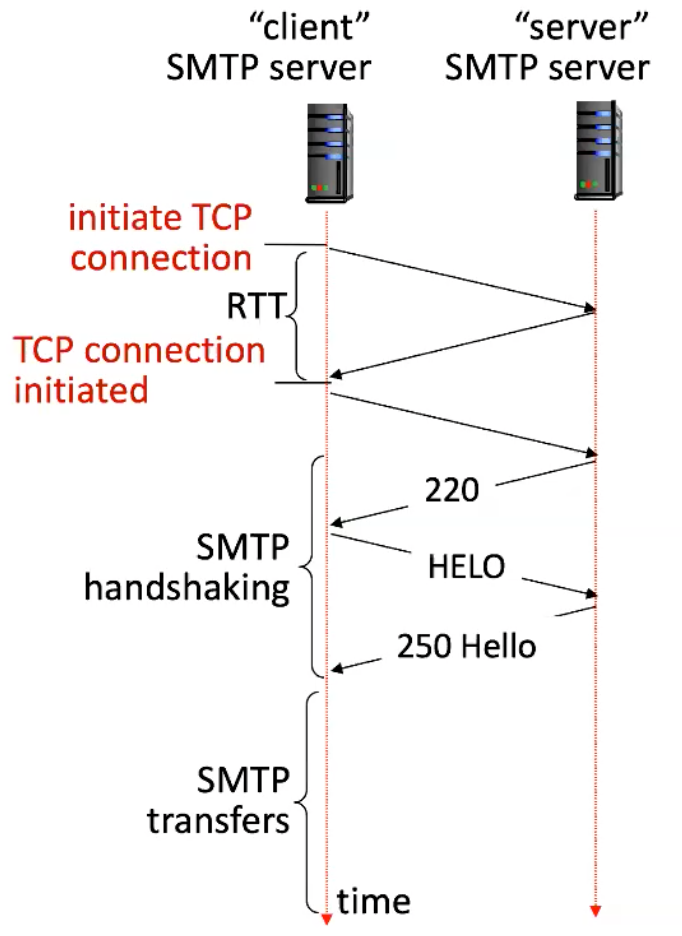 “client”
SMTP server
“server”
SMTP server
initiate TCP
connection
RTT
TCP connection
initiated
220
SMTP
handshaking
HELO
250 Hello
SMTP
transfers
time